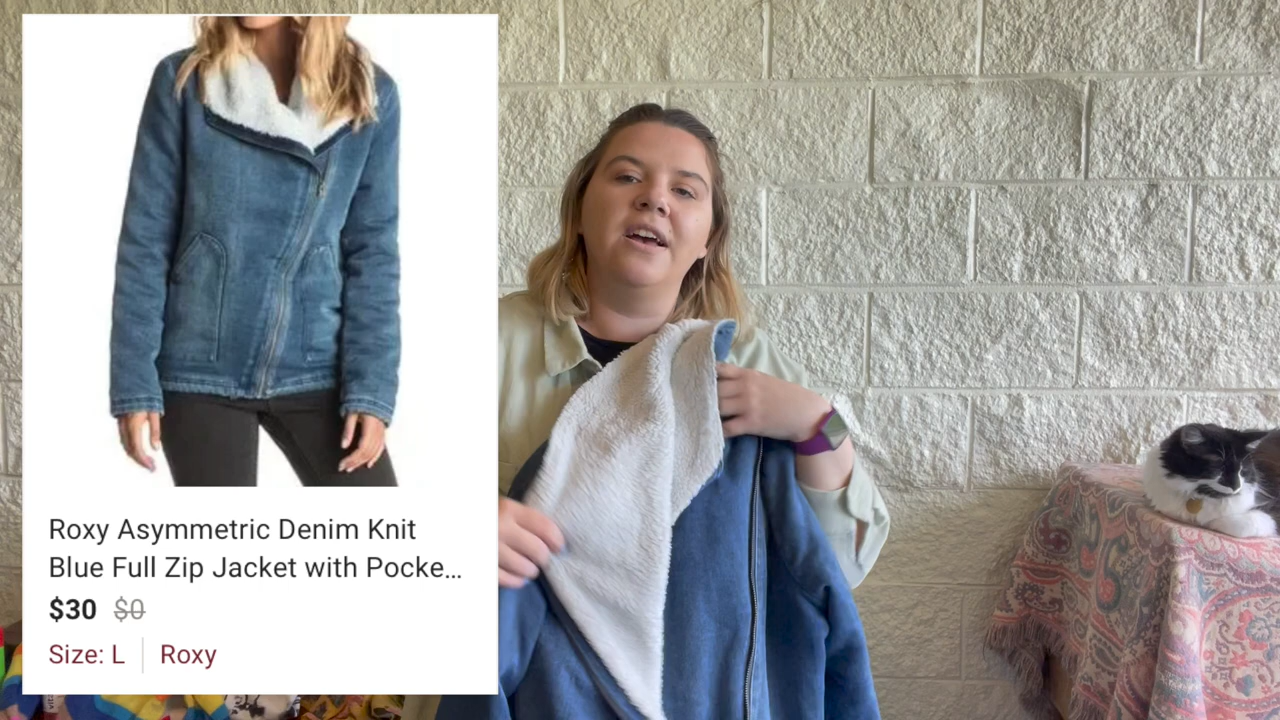 Roxy Asymmetric Denim Knit
Blue Full Zip Jacket with Pocke...
$30 $0
Size: L Roxy